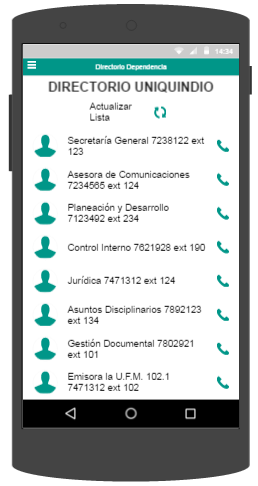 14:34
Directorio Dependencia
DIRECTORIO UNIQUINDIO
Actualizar
Lista
Secretaría General 7238122 ext
123
Asesora de Comunicaciones
7234565 ext 124
Planeación y Desarrollo
7123492 ext 234
Control Interno 7621928 ext 190
Jurídica 7471312 ext 124
Asuntos Disciplinarios 7892123
ext 134
Gestión Documental 7802921
ext 101
Emisora la U.F.M. 102.1
7471312 ext 102